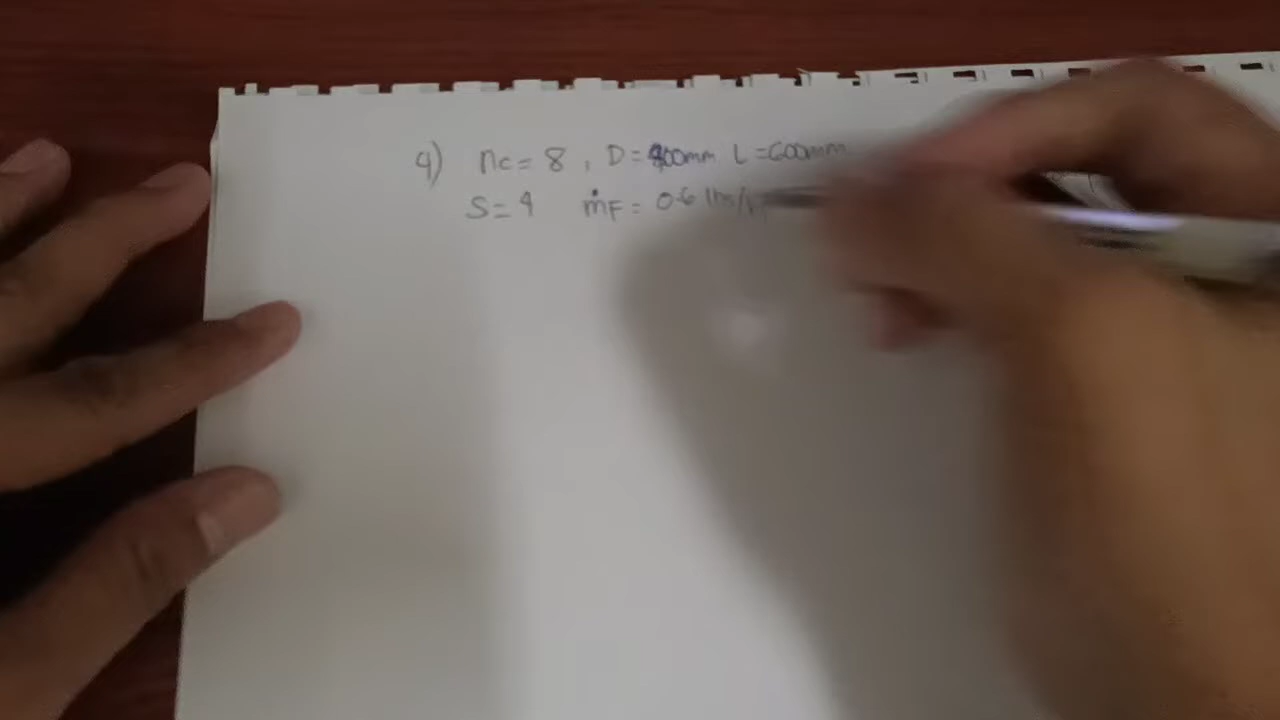 4) nc = 8 , D = 400mm L = 600mm
S = 4 ṁF = 0.6 lbs/